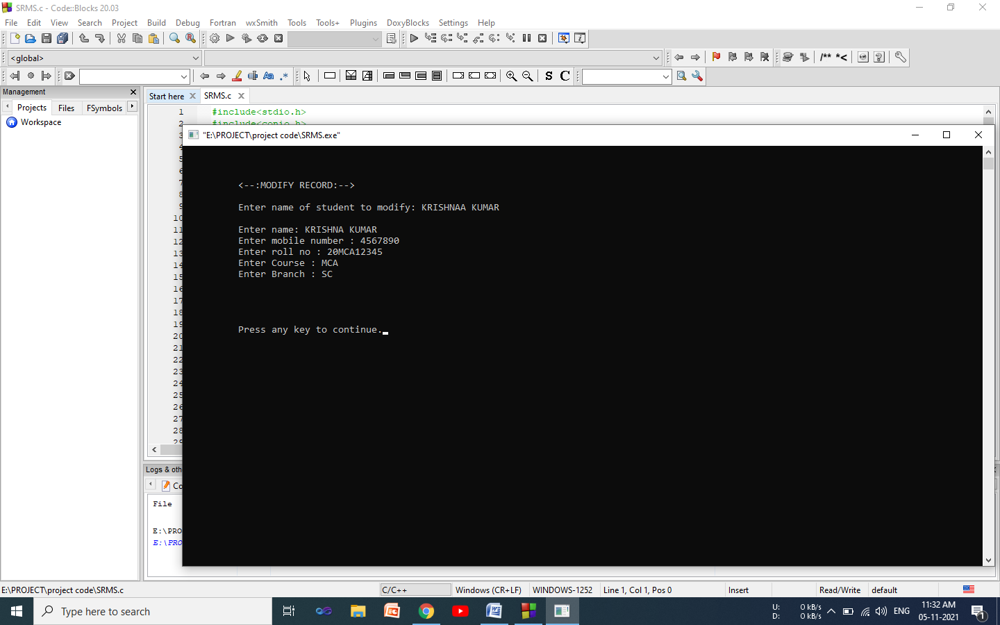 SRMS.c - Code::Blocks 20.03
File Edit View Search Project Build Debug Fortran wxSmith Tools Tools+ Plugins DoxyBlocks Settings Help
<global>
/** *<
S C
Management
Start here SRMS.c
Projects Files FSymbols
Workspace
1 #include<stdio.h>
2 #include<conio.h>
3
"E:\PROJECT\project code\SRMS.exe"
4
5
6
7
<--:MODIFY RECORD:-->
8
9
Enter name of student to modify: KRISHNAA KUMAR
10
11
Enter name: KRISHNA KUMAR
12
Enter mobile number : 4567890
13
Enter roll no : 20MCA12345
14
Enter Course : MCA
15
Enter Branch : SC
16
17
18
19
Press any key to continue.
20
21
22
23
24
25
26
27
28
29
Logs & oth
Co
File
E:\PRO
E:\PRO
E:\PROJECT\project code\SRMS.c C/C++ Windows (CR+LF) WINDOWS-1252 Line 1, Col 1, Pos 0 Insert Read/Write default
Type here to search
U: 0 kB/s
D: 0 kB/s
ENG
11:32 AM
05-11-2021
1